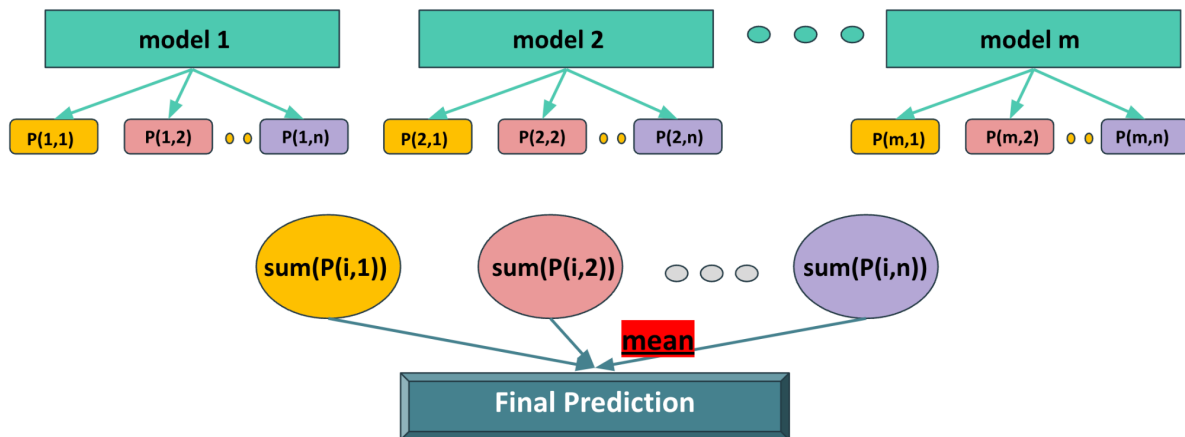 model 1
model 2
model m
P(1,1)
P(1,2)
P(1,n)
P(2,1)
P(2,2)
P(2,n)
P(m,1)
P(m,2)
P(m,n)
sum(P(i,1))
sum(P(i,2))
sum(P(i,n))
mean
Final Prediction